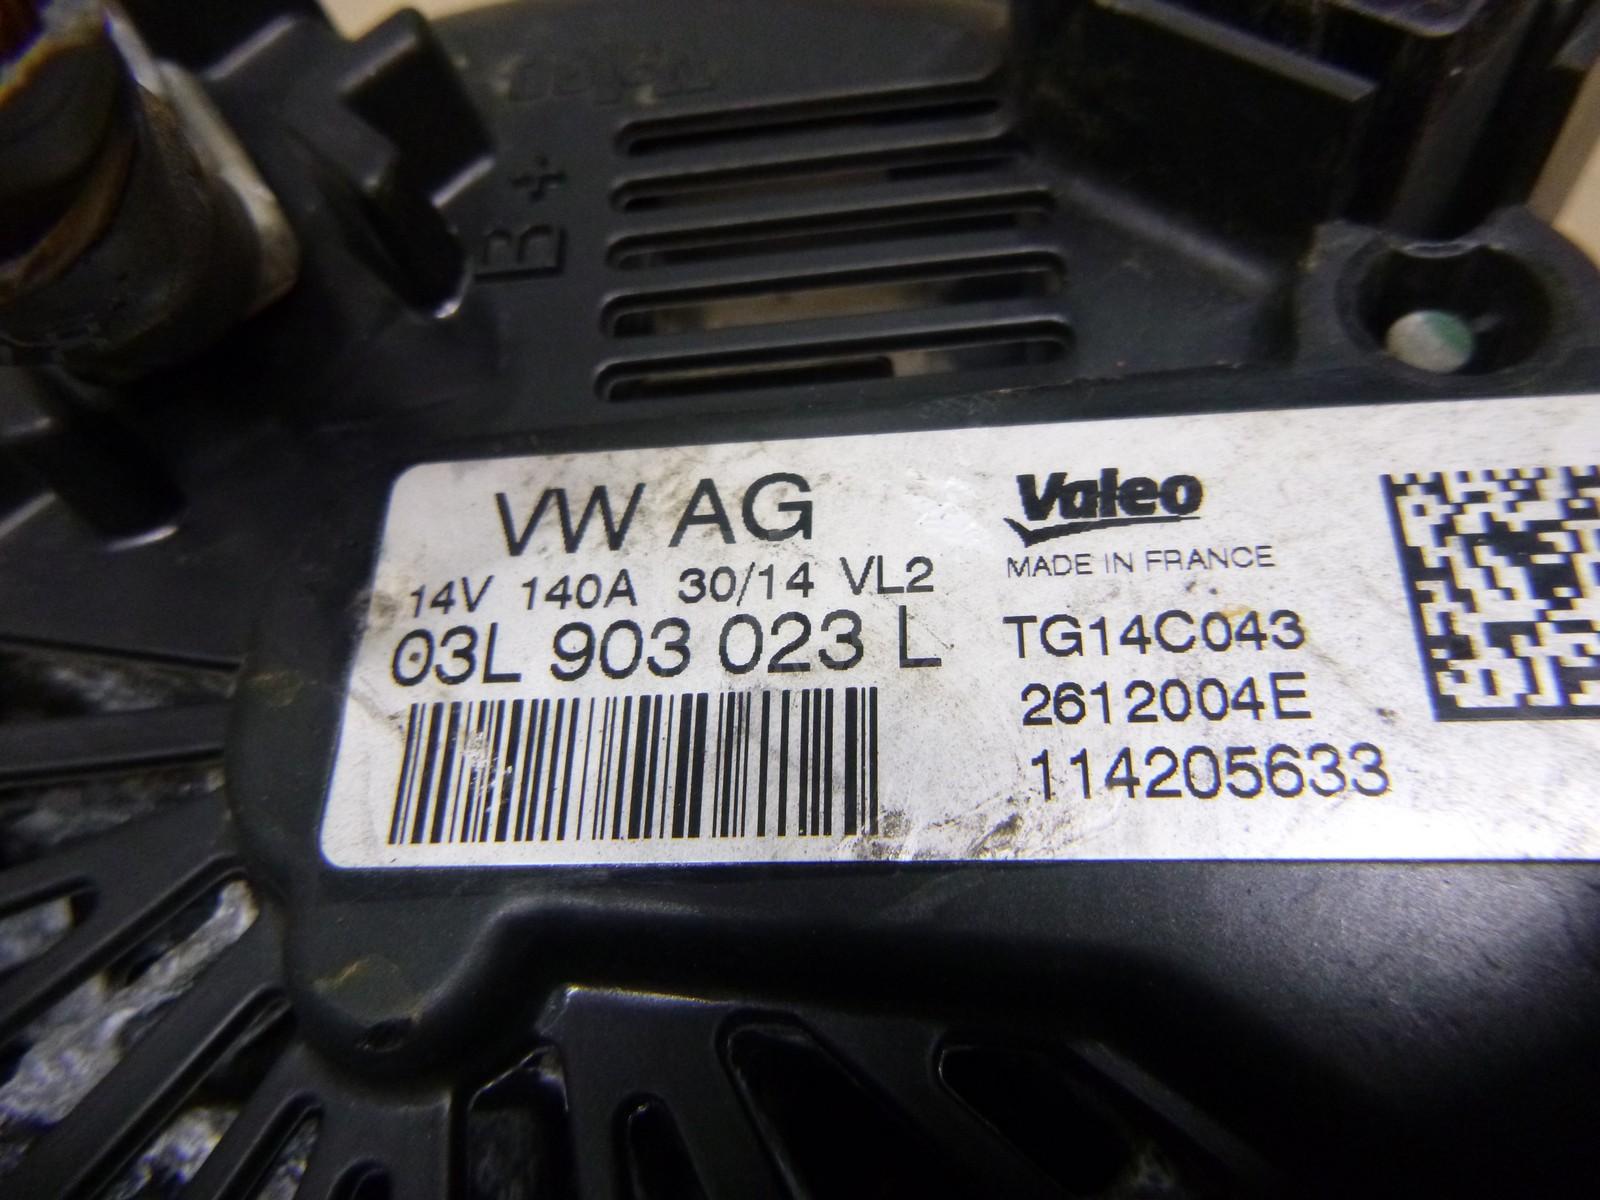 B+
VW AG
14V 140A 30/14 VL2
03L 903 023 L
Valeo
MADE IN FRANCE
TG14C043
2612004E
114205633